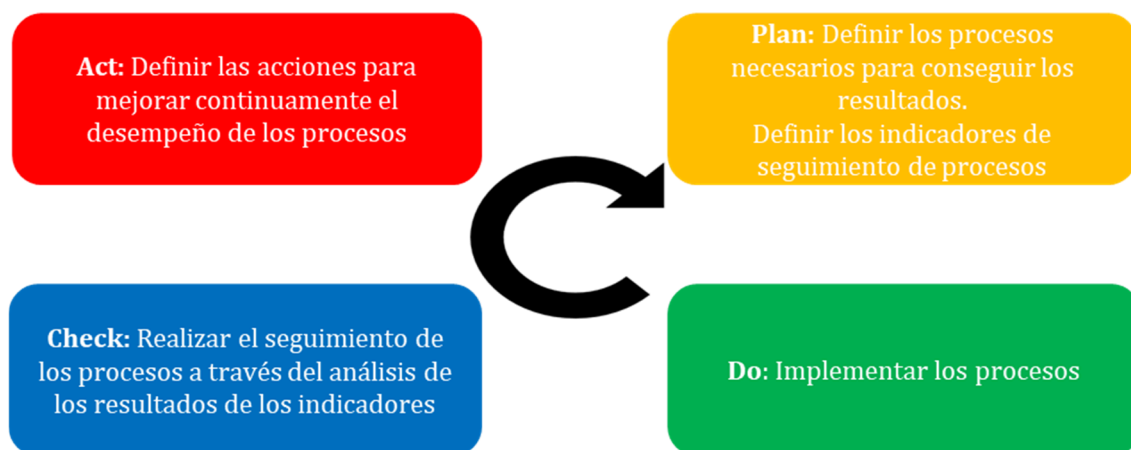 Act: Definir las acciones para
mejorar continuamente el
desempeño de los procesos
Plan: Definir los procesos
necesarios para conseguir los
resultados.
Definir los indicadores de
seguimiento de procesos
Check: Realizar el seguimiento de
los procesos a través del análisis de
los resultados de los indicadores
Do: Implementar los procesos